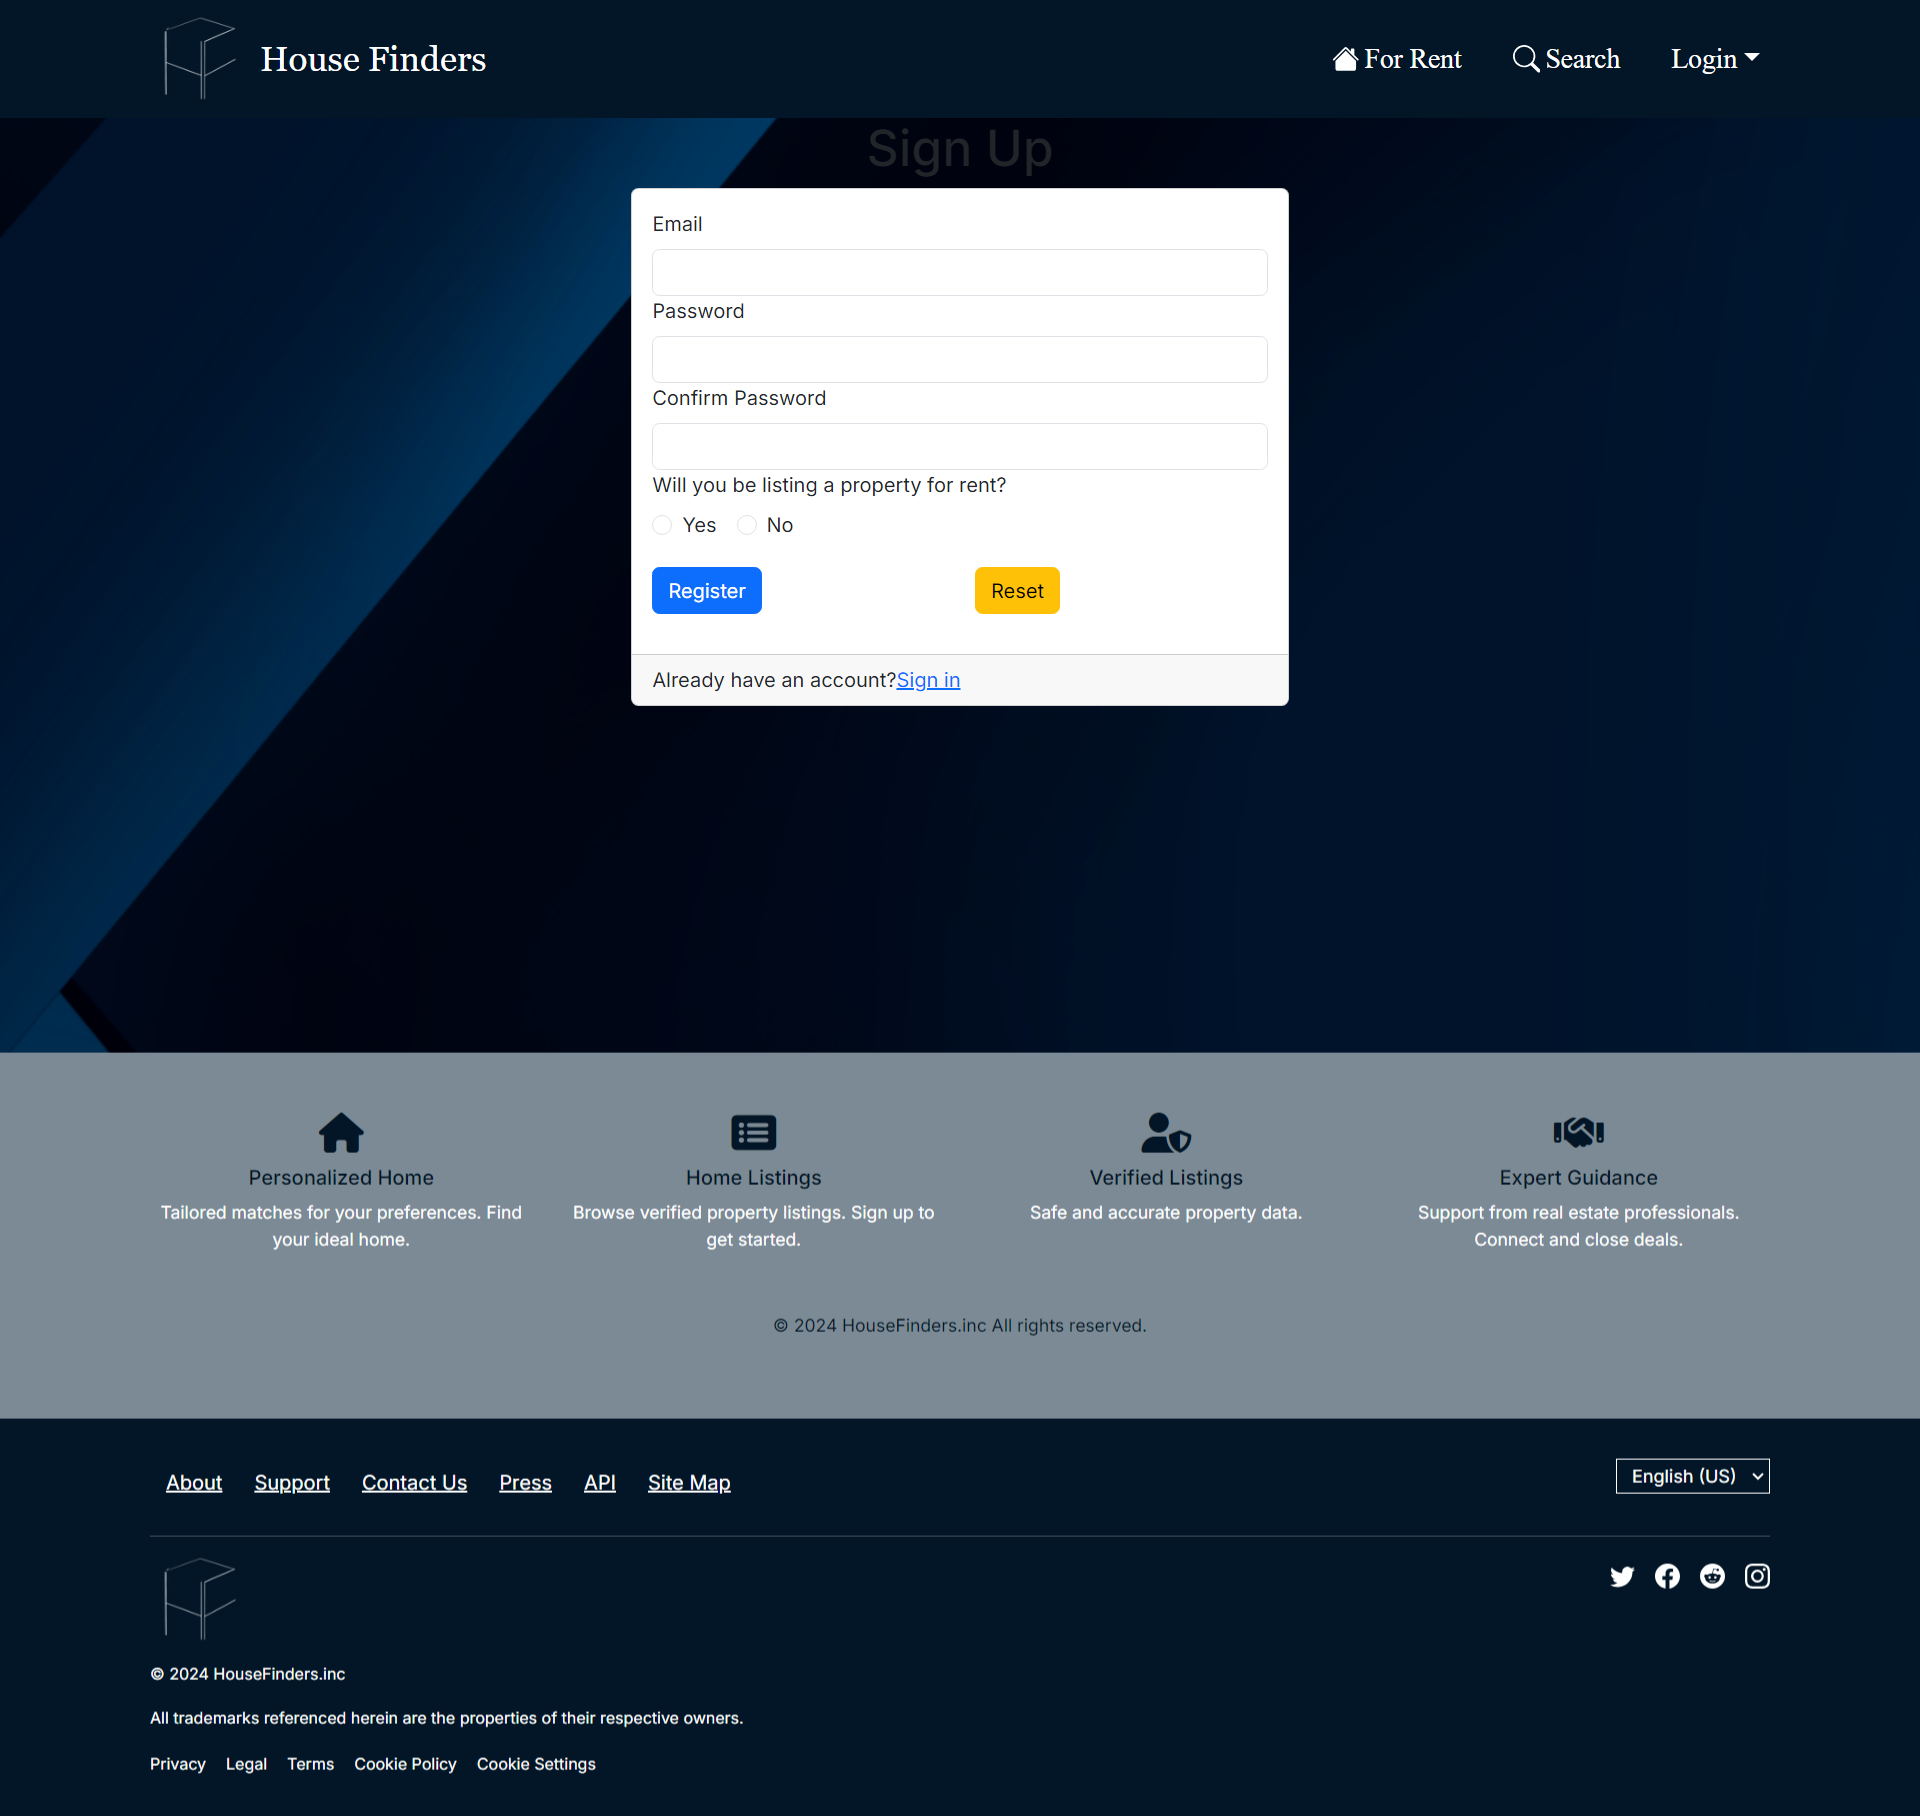 House Finders
For Rent
Search
Login
Sign Up
Email
Password
Confirm Password
Will you be listing a property for rent?
Yes No
Register Reset
Already have an account?Sign in
Personalized Home
Tailored matches for your preferences. Find
your ideal home.
Home Listings
Browse verified property listings. Sign up to
get started.
Verified Listings
Safe and accurate property data.
Expert Guidance
Support from real estate professionals.
Connect and close deals.
© 2024 HouseFinders.inc All rights reserved.
About Support Contact Us Press API Site Map
English (US)
© 2024 HouseFinders.inc
All trademarks referenced herein are the properties of their respective owners.
Privacy Legal Terms Cookie Policy Cookie Settings